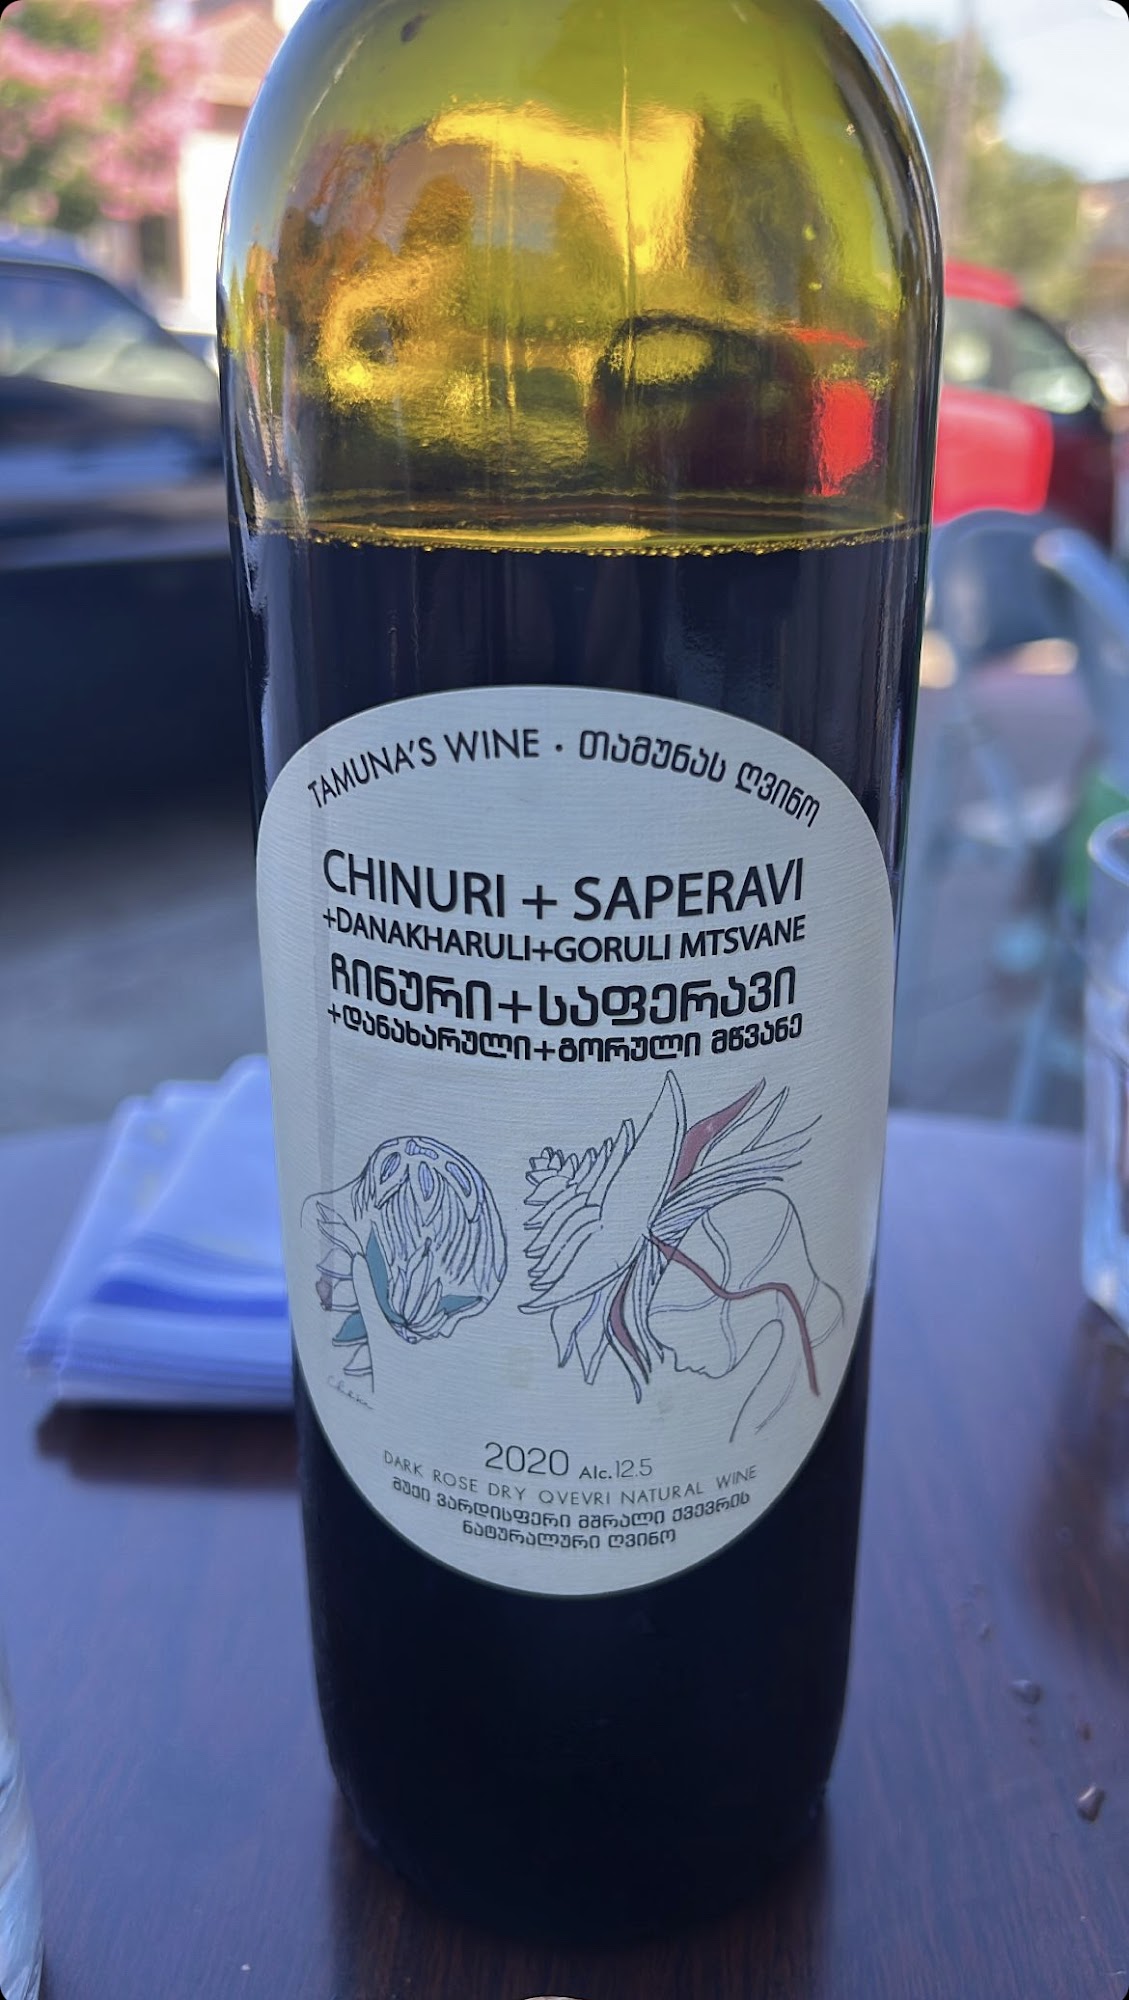 TAMUNA'S WINE · თამუნას ღვინო
CHINURI + SAPERAVI
+DANAKHARULI+GORULI MTSVANE
ჩინური+საფერავი
+დანახარული+გორული მწვანე
2020 Alc.12.5
DARK ROSE DRY QVEVRI NATURAL WINE
მუქი ვარდისფერი მშრალი ქვევრის
ნატურალური ღვინო